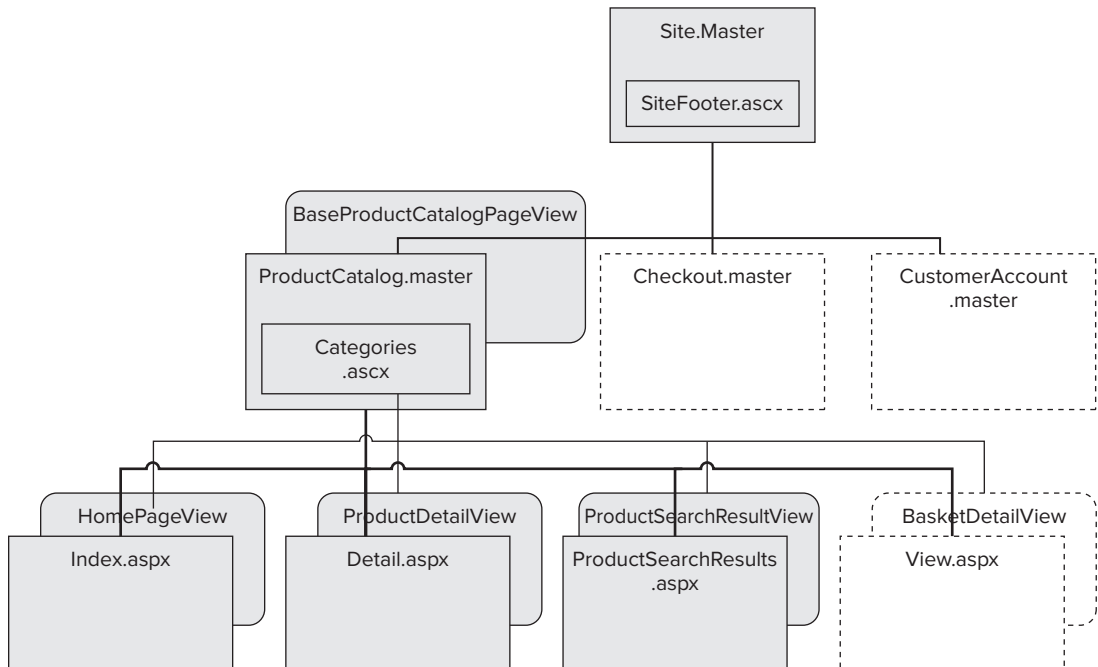 Site.Master
SiteFooter.ascx
BaseProductCatalogPageView
ProductCatalog.master
Categories
.ascx
Checkout.master
CustomerAccount
.master
HomePageView
Index.aspx
ProductDetailView
Detail.aspx
ProductSearchResultView
ProductSearchResults
.aspx
BasketDetailView
View.aspx